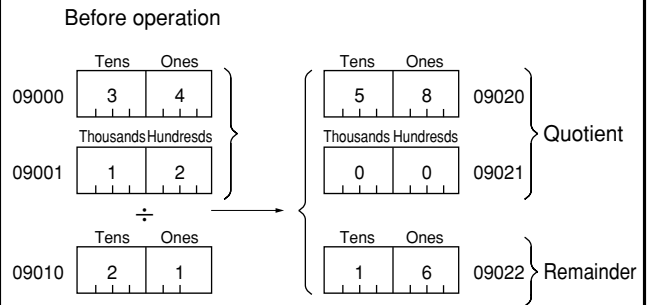 Before operation
Tens Ones Tens Ones
09000 3 4 5 8 09020
Thousands Hundresds Thousands Hundresds Quotient
09001 1 2 0 0 09021
÷
Tens Ones Tens Ones
09010 2 1 1 6 09022 Remainder